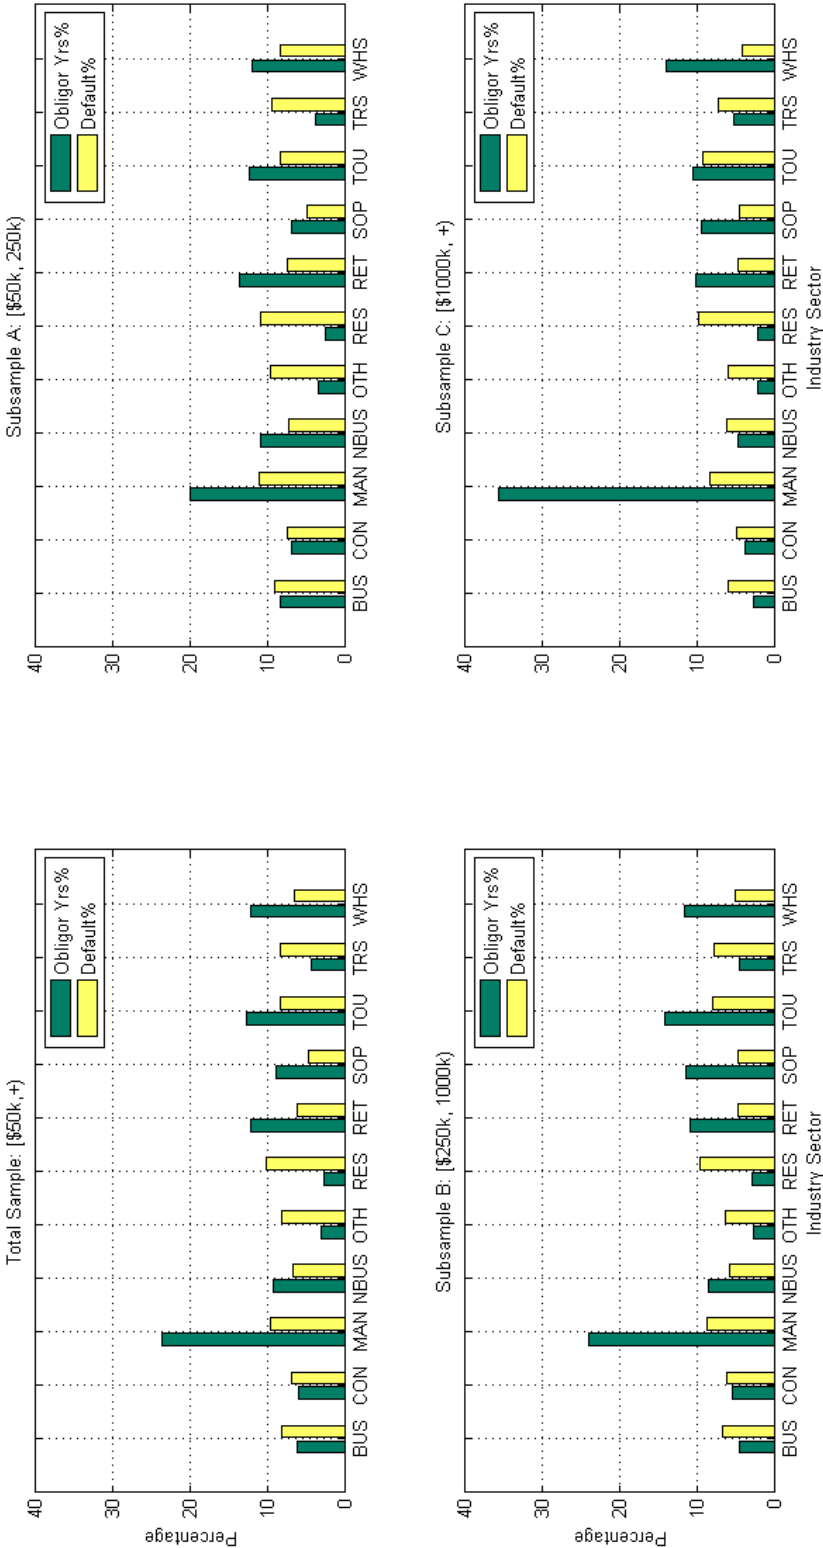 Total Sample: [$50k,+)
Percentage
40
30
20
10
0
Obligor Yrs%
Default%
BUS CON MAN NBUS OTH RES RET SOP TOU TRS WHS
Subsample A: [$50k, 250k)
40
30
20
10
0
Obligor Yrs%
Default%
BUS CON MAN NBUS OTH RES RET SOP TOU TRS WHS
Subsample B: [$250k, 1000k)
Percentage
40
30
20
10
0
Obligor Yrs%
Default%
BUS CON MAN NBUS OTH RES RET SOP TOU TRS WHS
Industry Sector
Subsample C: [$1000k, +)
40
30
20
10
0
Obligor Yrs%
Default%
BUS CON MAN NBUS OTH RES RET SOP TOU TRS WHS
Industry Sector